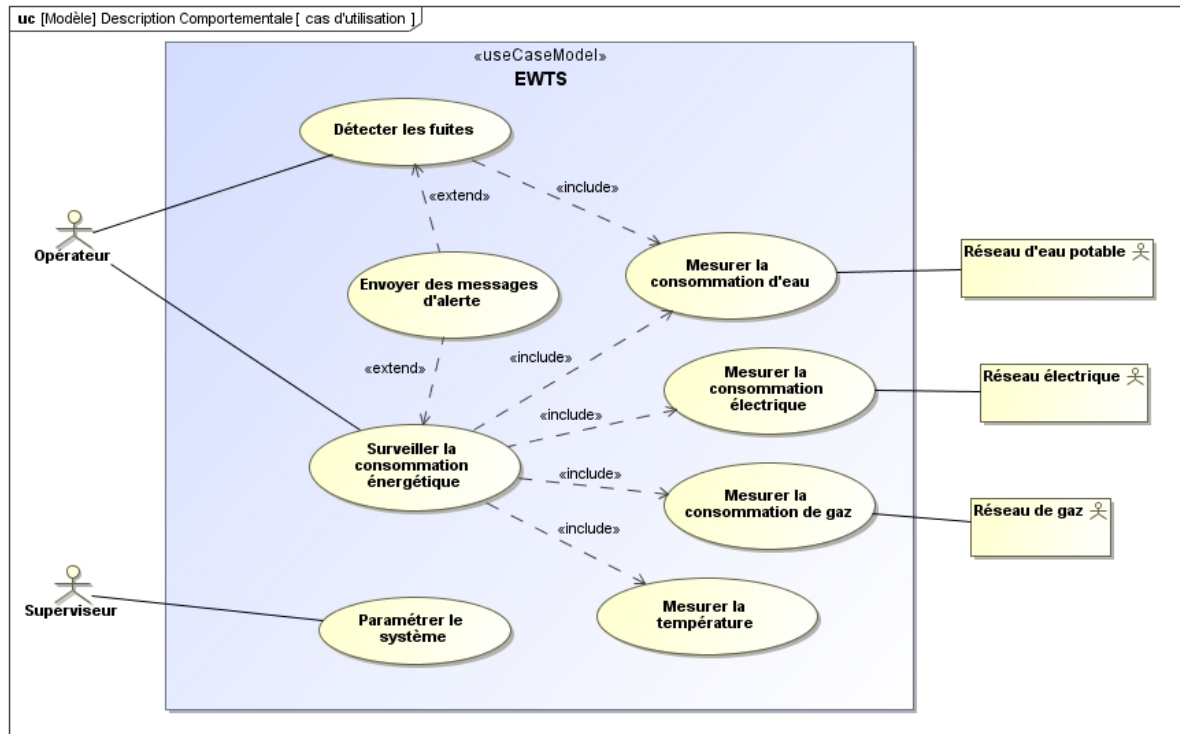 uc [Modèle] Description Comportementale [ cas d'utilisation ]
«useCaseModel»
EWTS
Détecter les fuites
«include»
«extend»
Opérateur
Mesurer la
consommation d'eau
Réseau d'eau potable
Envoyer des messages
d'alerte
«include»
«extend»
Mesurer la
consommation
électrique
Réseau électrique
«include»
Surveiller la
consommation
énergétique
«include»
Mesurer la
consommation de gaz
Réseau de gaz
«include»
Superviseur
Paramétrer le
système
Mesurer la
température